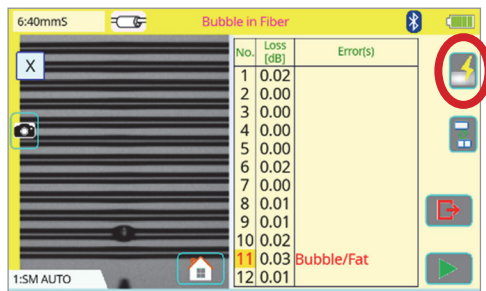 6:40mmS
Bubble in Fiber
X
No. Loss [dB] Error(s)
1 0.02
2 0.00
3 0.00
4 0.00
5 0.00
6 0.02
7 0.00
8 0.01
9 0.01
10 0.02
11 0.03 Bubble/Fat
12 0.01
1:SM AUTO